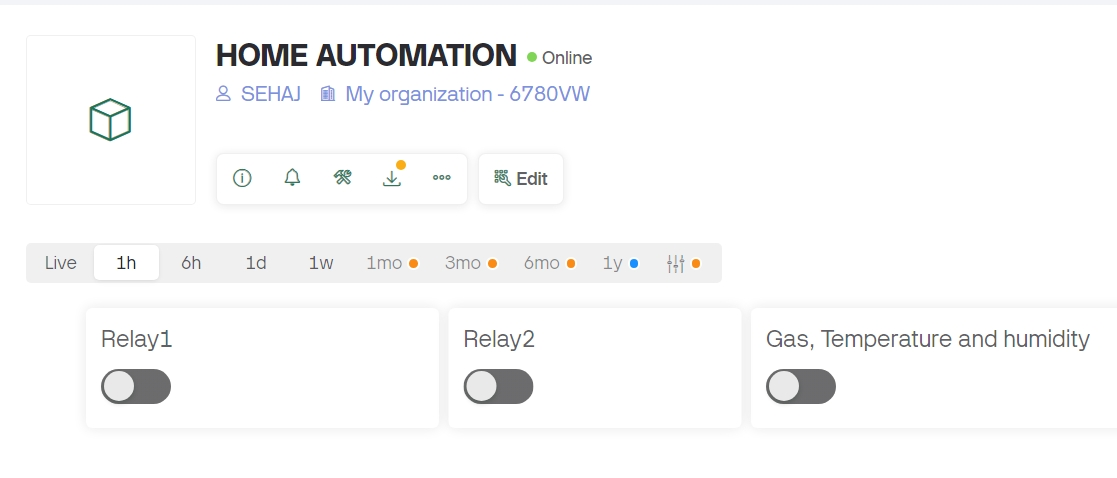 HOME AUTOMATION Online
SEHAJ My organization - 6780VW
Edit
Live 1h 6h 1d 1w 1mo 3mo 6mo 1y
Relay1 Relay2 Gas, Temperature and humidity